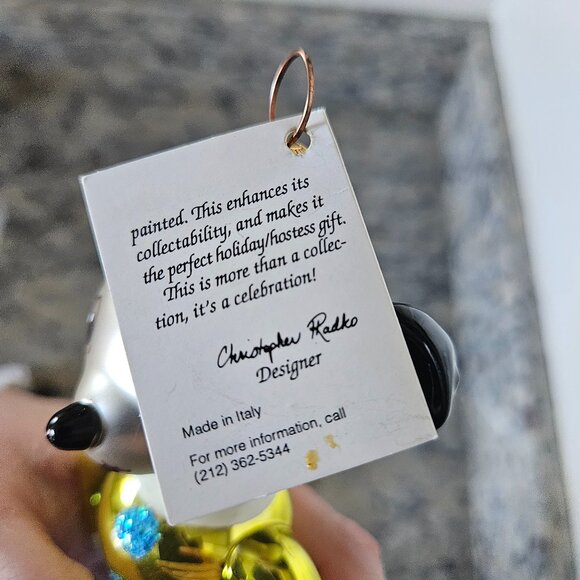 painted. This enhances its
collectability, and makes it
the perfect holiday/hostess gift.
This is more than a collec-
tion, it's a celebration!
Christopher Radko
Designer
Made in Italy
For more information, call
(212) 362-5344